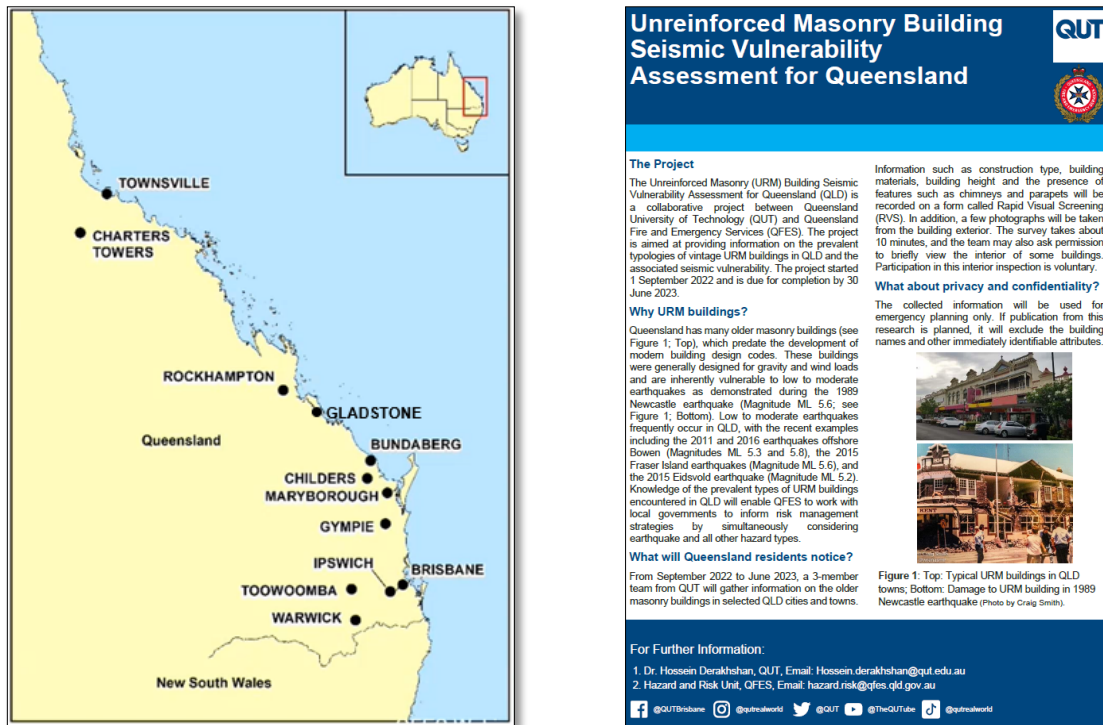 TOWNSVILLE
CHARTERS
TOWERS
ROCKHAMPTON
GLADSTONE
Queensland
BUNDABERG
CHILDERS
MARYBOROUGH
GYMPIE
IPSWICH
BRISBANE
TOOWOOMBA
WARWICK
New South Wales
Unreinforced Masonry Building
Seismic Vulnerability
Assessment for Queensland
QUT
The Project
The Unreinforced Masonry (URM) Building Seismic
Vulnerability Assessment for Queensland (QLD) is
a collaborative project between Queensland
University of Technology (QUT) and Queensland
Fire and Emergency Services (QFES). The project
is aimed at providing information on the prevalent
typologies of vintage URM buildings in QLD and the
associated seismic vulnerability. The project started
1 September 2022 and is due for completion by 30
June 2023.
Why URM buildings?
Queensland has many older masonry buildings (see
Figure 1; Top), which predate the development of
modern building design codes. These buildings
were generally designed for gravity and wind loads
and are inherently vulnerable to low to moderate
earthquakes as demonstrated during the 1989
Newcastle earthquake (Magnitude ML 5.6; see
Figure 1; Bottom). Low to moderate earthquakes
frequently occur in QLD, with the recent examples
including the 2011 and 2016 earthquakes offshore
Bowen (Magnitudes ML 5.3 and 5.8), the 2015
Fraser Island earthquakes (Magnitude ML 5.6), and
the 2015 Eidsvold earthquake (Magnitude ML 5.2).
Knowledge of the prevalent types of URM buildings
encountered in QLD will enable QFES to work with
local governments to inform risk management
strategies by simultaneously considering
earthquake and all other hazard types.
What will Queensland residents notice?
From September 2022 to June 2023, a 3-member
team from QUT will gather information on the older
masonry buildings in selected QLD cities and towns.
Information such as construction type, building
materials, building height and the presence of
features such as chimneys and parapets will be
recorded on a form called Rapid Visual Screening
(RVS). In addition, a few photographs will be taken
from the building exterior. The survey takes about
10 minutes, and the team may also ask permission
to briefly view the interior of some buildings.
Participation in this interior inspection is voluntary.
What about privacy and confidentiality?
The collected information will be used for
emergency planning only. If publication from this
research is planned, it will exclude the building
names and other immediately identifiable attributes.
Figure 1: Top: Typical URM buildings in QLD
towns; Bottom: Damage to URM building in 1989
Newcastle earthquake (Photo by Craig Smith).
For Further Information:
1. Dr. Hossein Derakhshan, QUT, Email: Hossein.derakhshan@qut.edu.au
2. Hazard and Risk Unit, QFES, Email: hazard.risk@qfes.qld.gov.au
@QUTBrisbane @qutrealworld @QUT @TheQUTube @qutrealworld